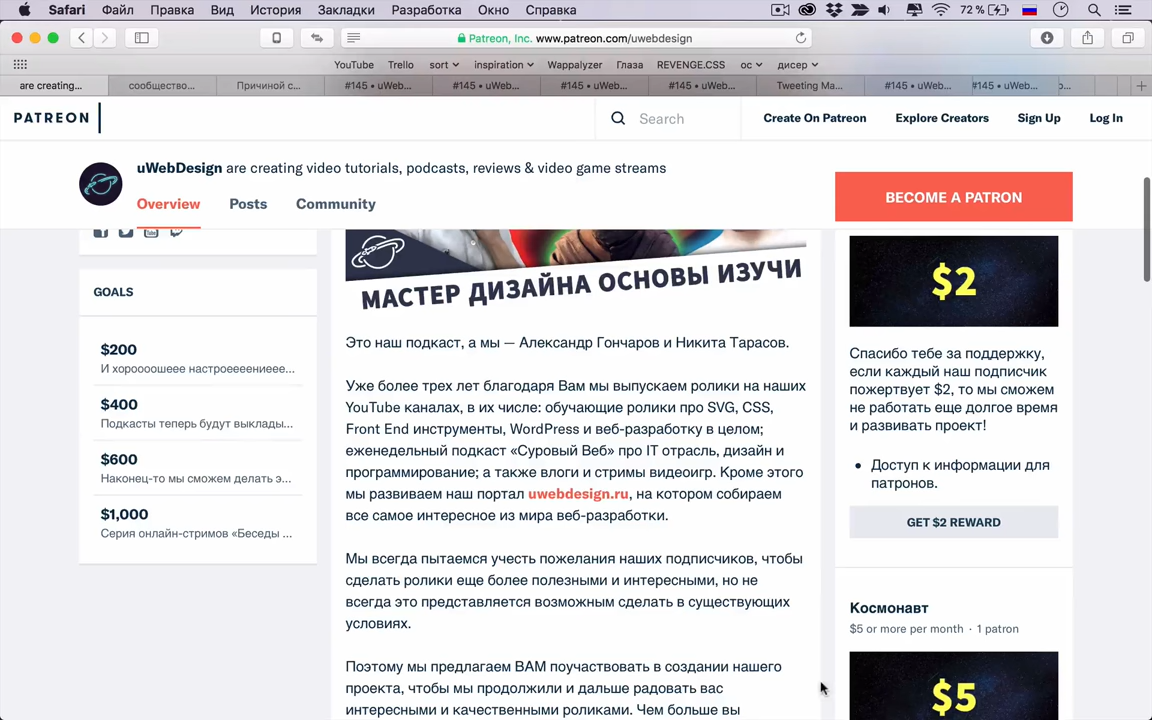 Safari Файл Правка Вид История Закладки Разработка Окно Справка 72 %
Patreon, Inc. www.patreon.com/uwebdesign
YouTube Trello sort inspiration Wappalyzer Глаза REVENGE.CSS ос дисер
are creating... сообщество... Причиной с... #145 • uWeb... #145 • uWeb... #145 • uWeb... #145 • uWeb... Tweeting Ma... #145 • uWeb... #145 • uWeb...
PATREON Search Create On Patreon Explore Creators Sign Up Log In
uWebDesign are creating video tutorials, podcasts, reviews & video game streams
Overview Posts Community
BECOME A PATRON
GOALS
$200
И хороооошеее настроеееениееее...
$400
Подкасты теперь будут выклады...
$600
Наконец-то мы сможем делать э...
$1,000
Серия онлайн-стримов «Беседы ...
МАСТЕР ДИЗАЙНА ОСНОВЫ ИЗУЧИ
Это наш подкаст, а мы — Александр Гончаров и Никита Тарасов.
Уже более трех лет благодаря Вам мы выпускаем ролики на наших
YouTube каналах, в их числе: обучающие ролики про SVG, CSS,
Front End инструменты, WordPress и веб-разработку в целом;
еженедельный подкаст «Суровый Веб» про IT отрасль, дизайн и
программирование; а также влоги и стримы видеоигр. Кроме этого
мы развиваем наш портал uwebdesign.ru, на котором собираем
все самое интересное из мира веб-разработки.
Мы всегда пытаемся учесть пожелания наших подписчиков, чтобы
сделать ролики еще более полезными и интересными, но не
всегда это представляется возможным сделать в существующих
условиях.
Поэтому мы предлагаем ВАМ поучаствовать в создании нашего
проекта, чтобы мы продолжили и дальше радовать вас
интересными и качественными роликами. Чем больше вы
$2
Спасибо тебе за поддержку,
если каждый наш подписчик
пожертвует $2, то мы сможем
не работать еще долгое время
и развивать проект!
• Доступ к информации для
патронов.
GET $2 REWARD
Космонавт
$5 or more per month · 1 patron
$5